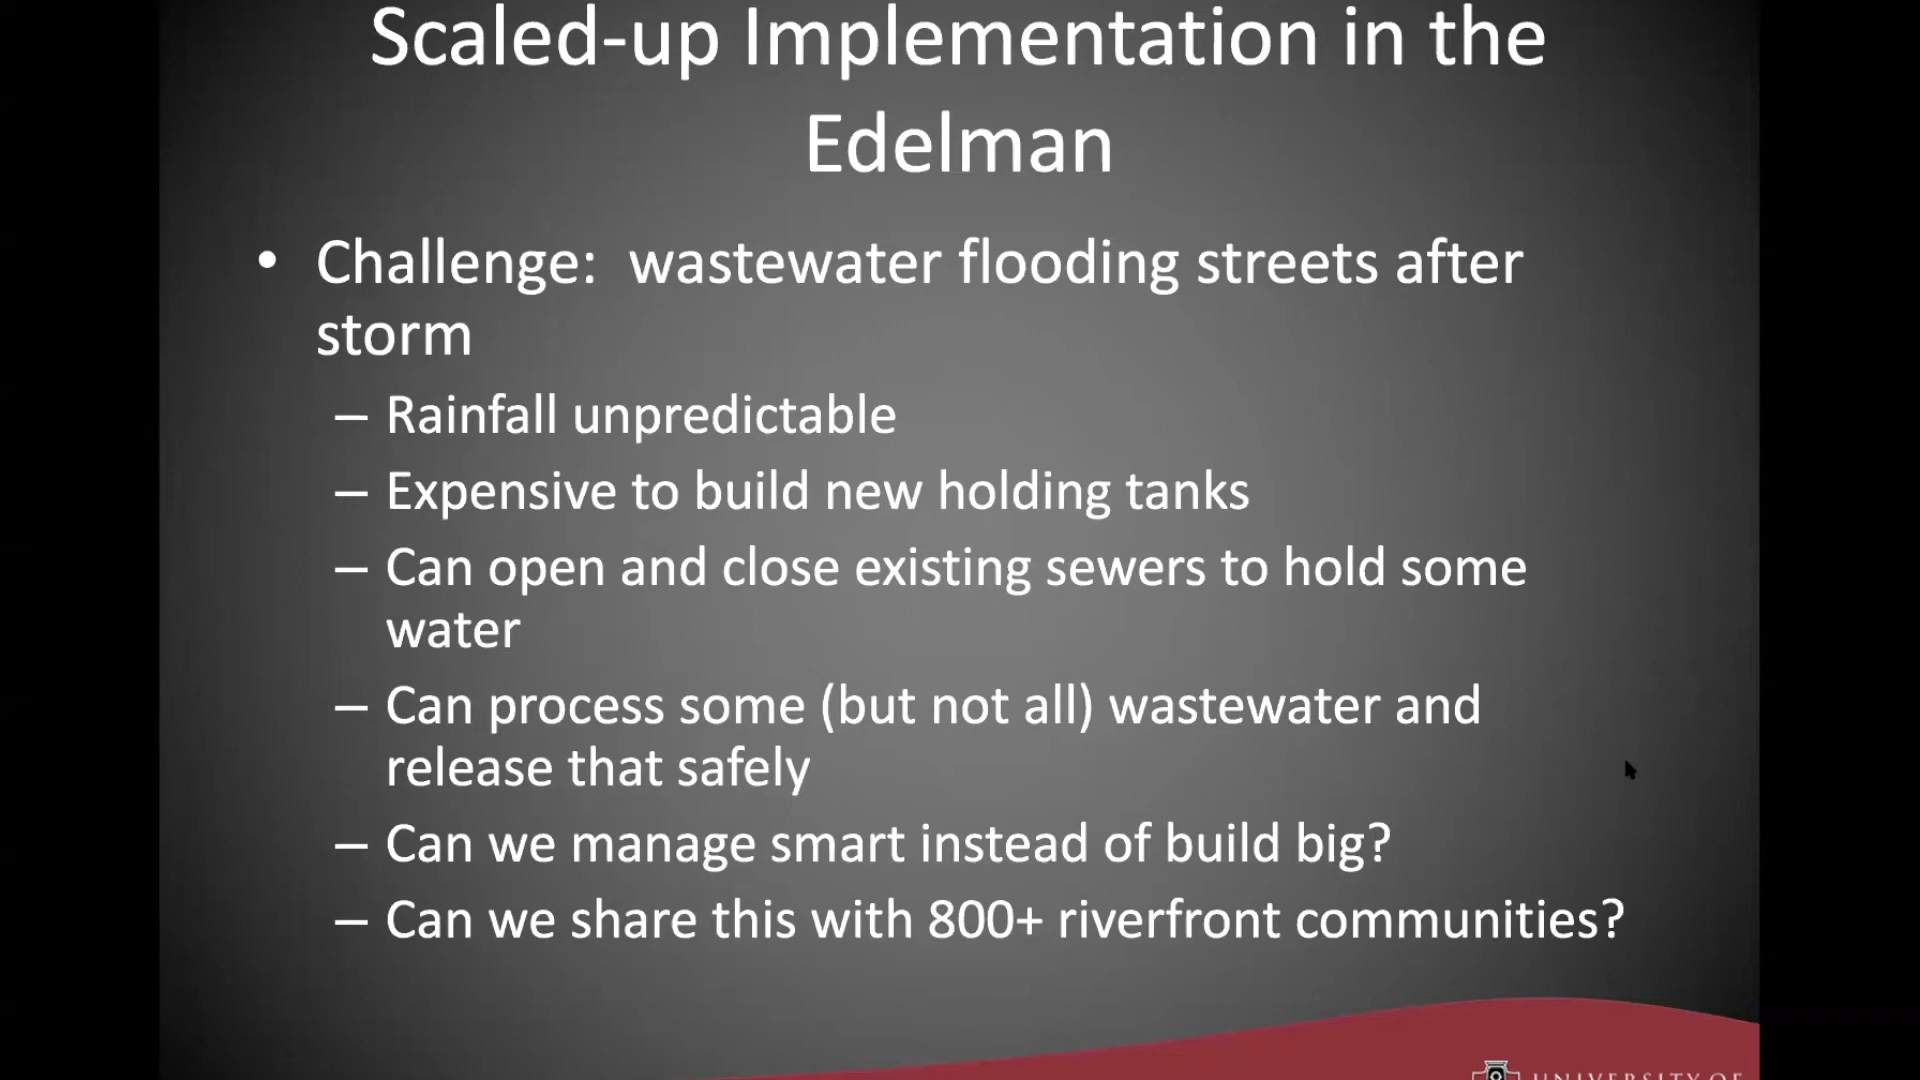 Scaled-up Implementation in the
Edelman
• Challenge:  wastewater flooding streets after
storm
– Rainfall unpredictable
– Expensive to build new holding tanks
– Can open and close existing sewers to hold some
water
– Can process some (but not all) wastewater and
release that safely
– Can we manage smart instead of build big?
– Can we share this with 800+ riverfront communities?
UNIVERSITY OF